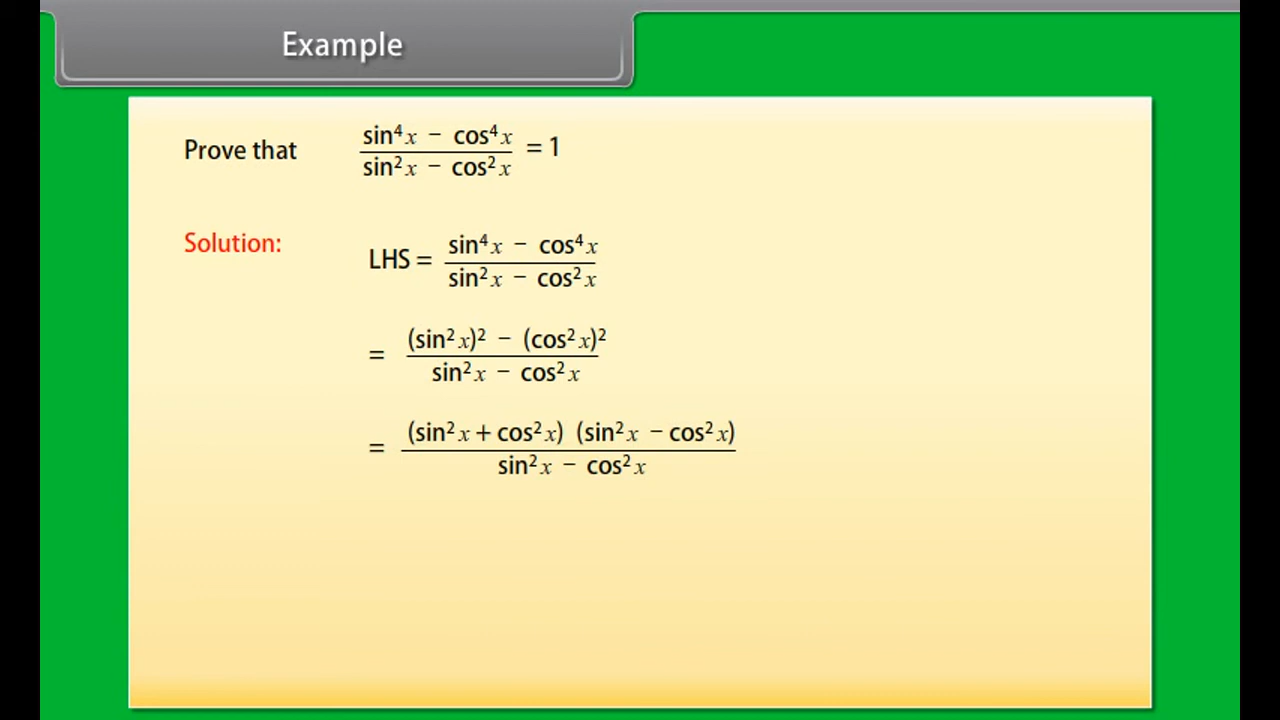 Example
Prove that sin⁴x − cos⁴x / sin²x − cos²x = 1
Solution:
LHS = sin⁴x − cos⁴x / sin²x − cos²x
= (sin²x)² − (cos²x)² / sin²x − cos²x
= (sin²x + cos²x) (sin²x − cos²x) / sin²x − cos²x